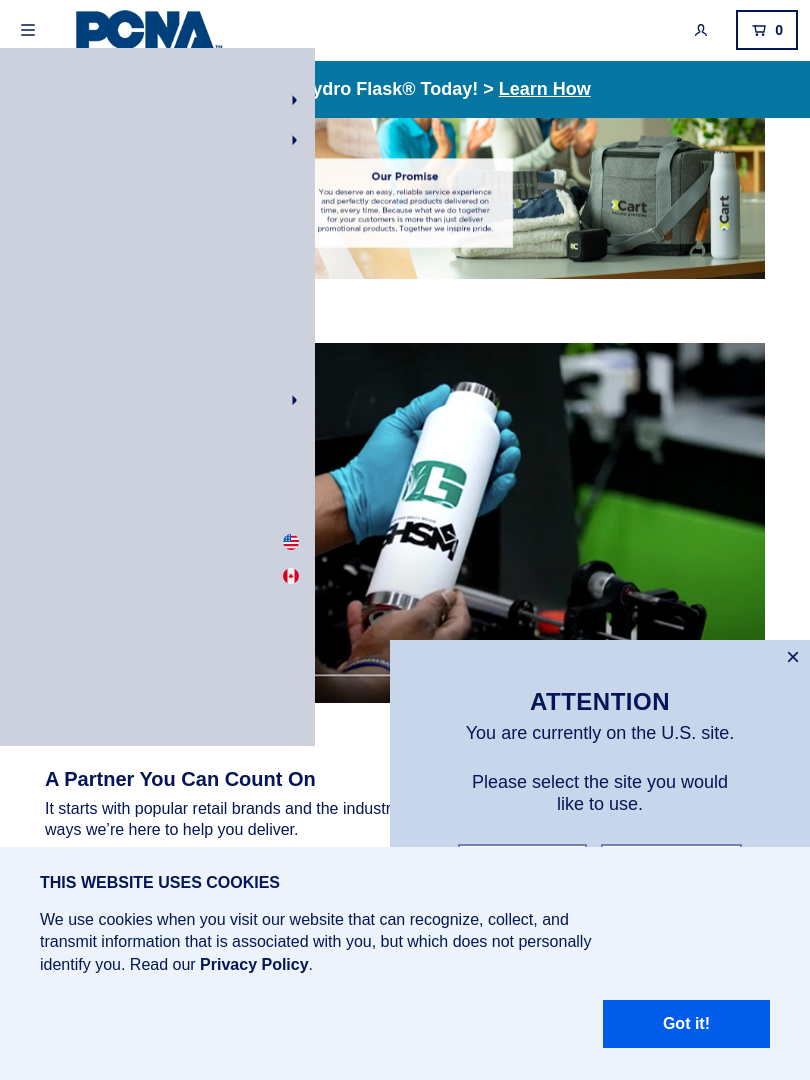 PCNA™
0
ydro Flask® Today! > Learn How
Our Promise
You deserve an easy, reliable service experience
and perfectly decorated products delivered on
time, every time. Because what we do together
for your customers is more than just deliver
promotional products. Together we inspire pride.
Cart
Cart
GHSM
ATTENTION
You are currently on the U.S. site.
Please select the site you would
like to use.
A Partner You Can Count On
It starts with popular retail brands and the industr
ways we’re here to help you deliver.
THIS WEBSITE USES COOKIES
We use cookies when you visit our website that can recognize, collect, and
transmit information that is associated with you, but which does not personally
identify you. Read our Privacy Policy.
Got it!